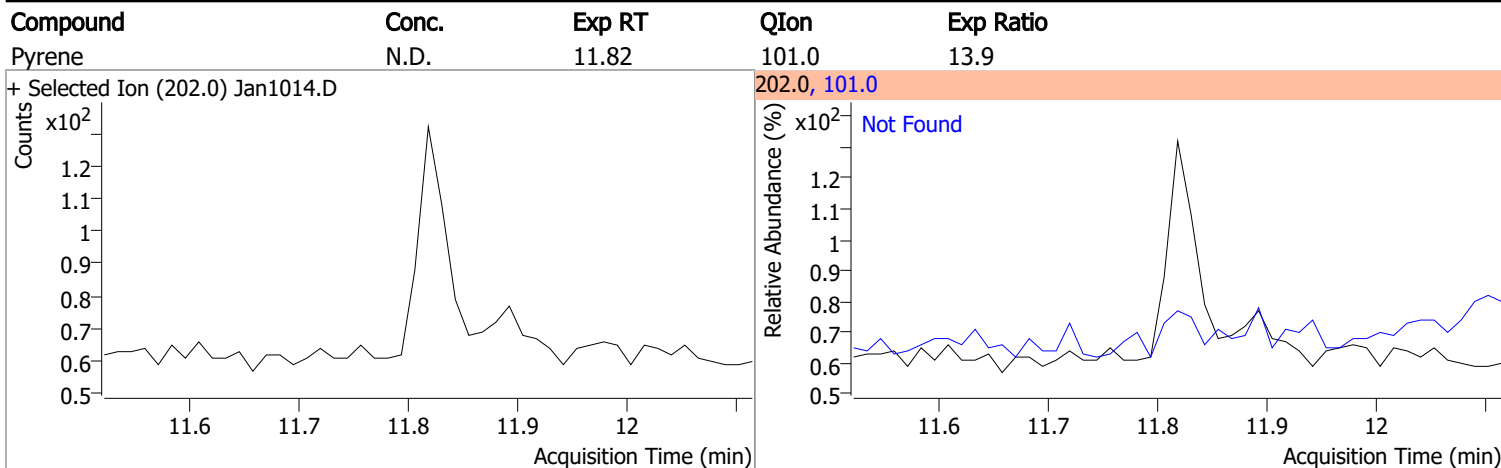 Compound Conc. Exp RT QIon Exp Ratio
Pyrene N.D. 11.82 101.0 13.9
+ Selected Ion (202.0) Jan1014.D
Counts
x10²
1.2
1.1
1
0.9
0.8
0.7
0.6
0.5
11.6 11.7 11.8 11.9 12
Acquisition Time (min)
202.0, 101.0
Relative Abundance (%)
x10²
Not Found
1.2
1.1
1
0.9
0.8
0.7
0.6
0.5
11.6 11.7 11.8 11.9 12
Acquisition Time (min)